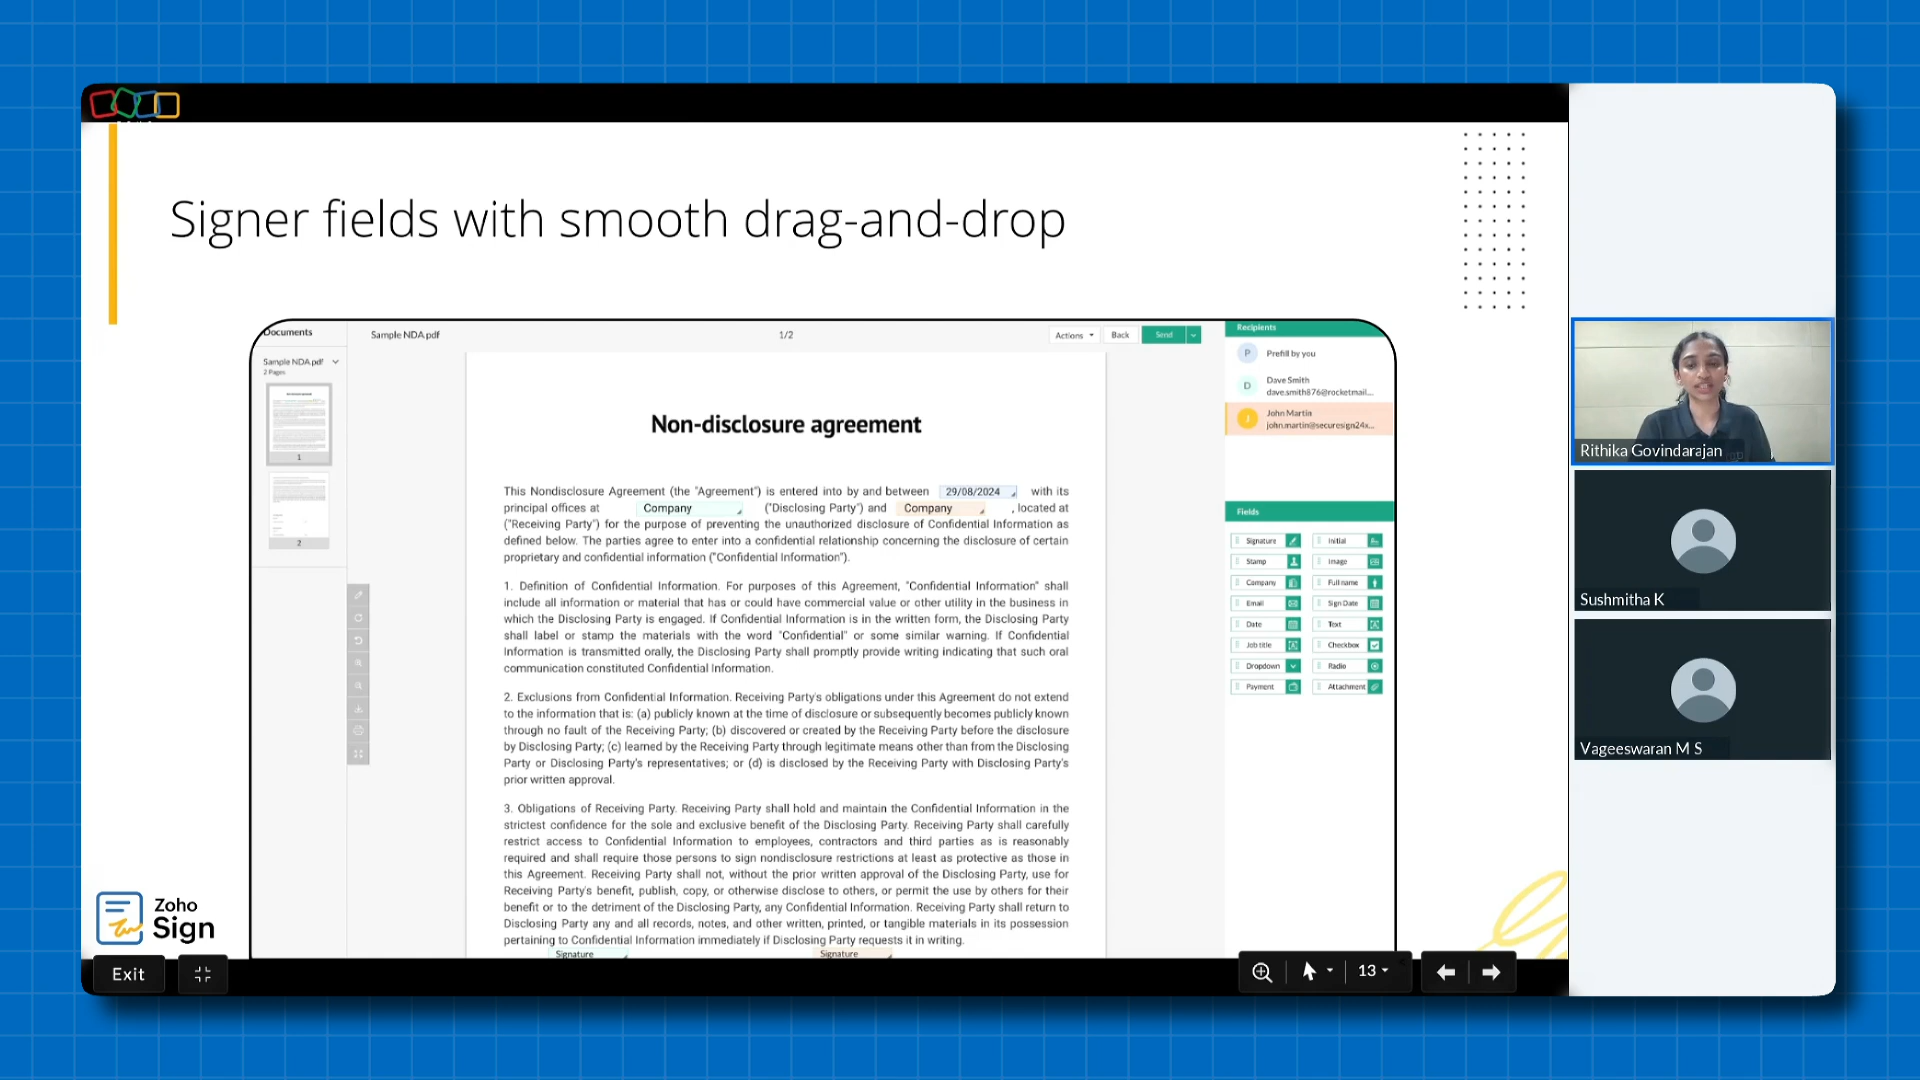 Signer fields with smooth drag-and-drop
Documents
Sample NDA.pdf
2 Pages
1
2
Sample NDA.pdf
1/2
Actions
Back
Send
Non-disclosure agreement
This Nondisclosure Agreement (the "Agreement") is entered into by and between 29/08/2024 with its
principal offices at Company ("Disclosing Party") and Company , located at
("Receiving Party") for the purpose of preventing the unauthorized disclosure of Confidential Information as
defined below. The parties agree to enter into a confidential relationship concerning the disclosure of certain
proprietary and confidential information ("Confidential Information").
1. Definition of Confidential Information. For purposes of this Agreement, "Confidential Information" shall
include all information or material that has or could have commercial value or other utility in the business in
which the Disclosing Party is engaged. If Confidential Information is in the written form, the Disclosing Party
shall label or stamp the materials with the word "Confidential" or some similar warning. If Confidential
Information is transmitted orally, the Disclosing Party shall promptly provide writing indicating that such oral
communication constituted Confidential Information.
2. Exclusions from Confidential Information. Receiving Party's obligations under this Agreement do not extend
to the information that is: (a) publicly known at the time of disclosure or subsequently becomes publicly known
through no fault of the Receiving Party; (b) discovered or created by the Receiving Party before the disclosure
by Disclosing Party; (c) learned by the Receiving Party through legitimate means other than from the Disclosing
Party or Disclosing Party's representatives; or (d) is disclosed by the Receiving Party with Disclosing Party's
prior written approval.
3. Obligations of Receiving Party. Receiving Party shall hold and maintain the Confidential Information in the
strictest confidence for the sole and exclusive benefit of the Disclosing Party. Receiving Party shall carefully
restrict access to Confidential Information to employees, contractors and third parties as is reasonably
required and shall require those persons to sign nondisclosure restrictions at least as protective as those in
this Agreement. Receiving Party shall not, without the prior written approval of the Disclosing Party, use for
Receiving Party's benefit, publish, copy, or otherwise disclose to others, or permit the use by others for their
benefit or to the detriment of the Disclosing Party, any Confidential Information. Receiving Party shall return to
Disclosing Party any and all records, notes, and other written, printed, or tangible materials in its possession
pertaining to Confidential Information immediately if Disclosing Party requests it in writing.
Signature Signature
Recipients
P Prefill by you
D Dave Smith
dave.smith876@rocketmail...
John Martin
john.martin@securesign24x...
Fields
Signature Initial
Stamp Image
Company Full name
Email Sign Date
Date Text
Job title Checkbox
Dropdown Radio
Payment Attachment
Zoho
Sign
Exit
13
Rithika Govindarajan
Sushmitha K
Vageeswaran M S